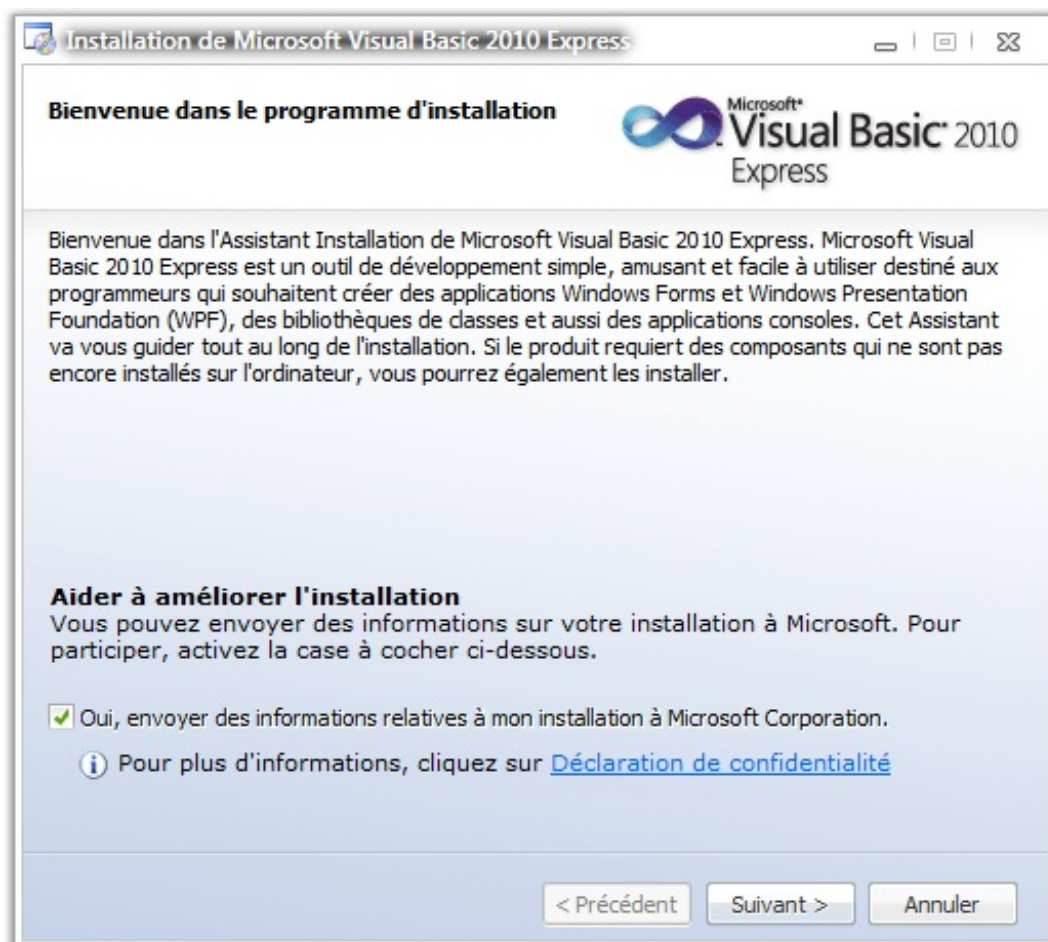 Installation de Microsoft Visual Basic 2010 Express
Bienvenue dans le programme d'installation
Microsoft®
Visual Basic® 2010
Express
Bienvenue dans l'Assistant Installation de Microsoft Visual Basic 2010 Express. Microsoft Visual
Basic 2010 Express est un outil de développement simple, amusant et facile à utiliser destiné aux
programmeurs qui souhaitent créer des applications Windows Forms et Windows Presentation
Foundation (WPF), des bibliothèques de classes et aussi des applications consoles. Cet Assistant
va vous guider tout au long de l'installation. Si le produit requiert des composants qui ne sont pas
encore installés sur l'ordinateur, vous pourrez également les installer.
Aider à améliorer l'installation
Vous pouvez envoyer des informations sur votre installation à Microsoft. Pour
participer, activez la case à cocher ci-dessous.
Oui, envoyer des informations relatives à mon installation à Microsoft Corporation.
Pour plus d'informations, cliquez sur Déclaration de confidentialité
< Précédent Suivant > Annuler